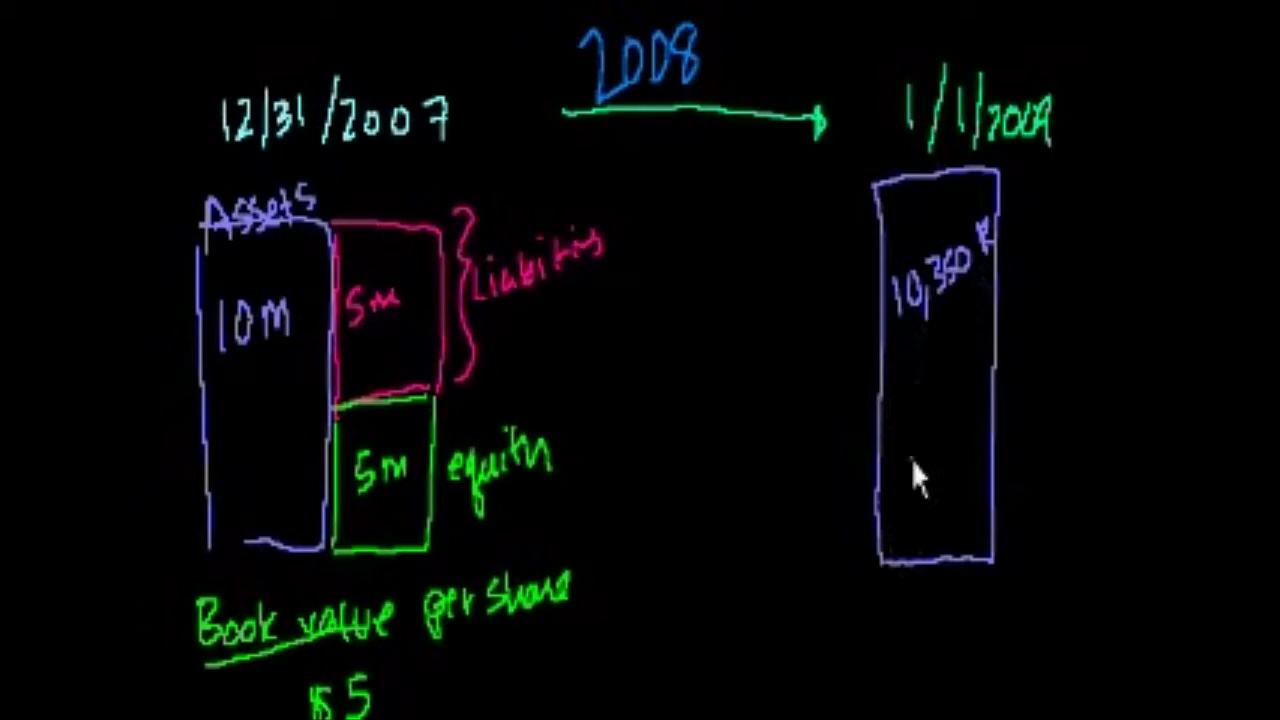 2008
12/31/2007
1/1/2009
Assets
10M
5M
Liabilities
10,350 K
5M
equity
Book value per share
$5